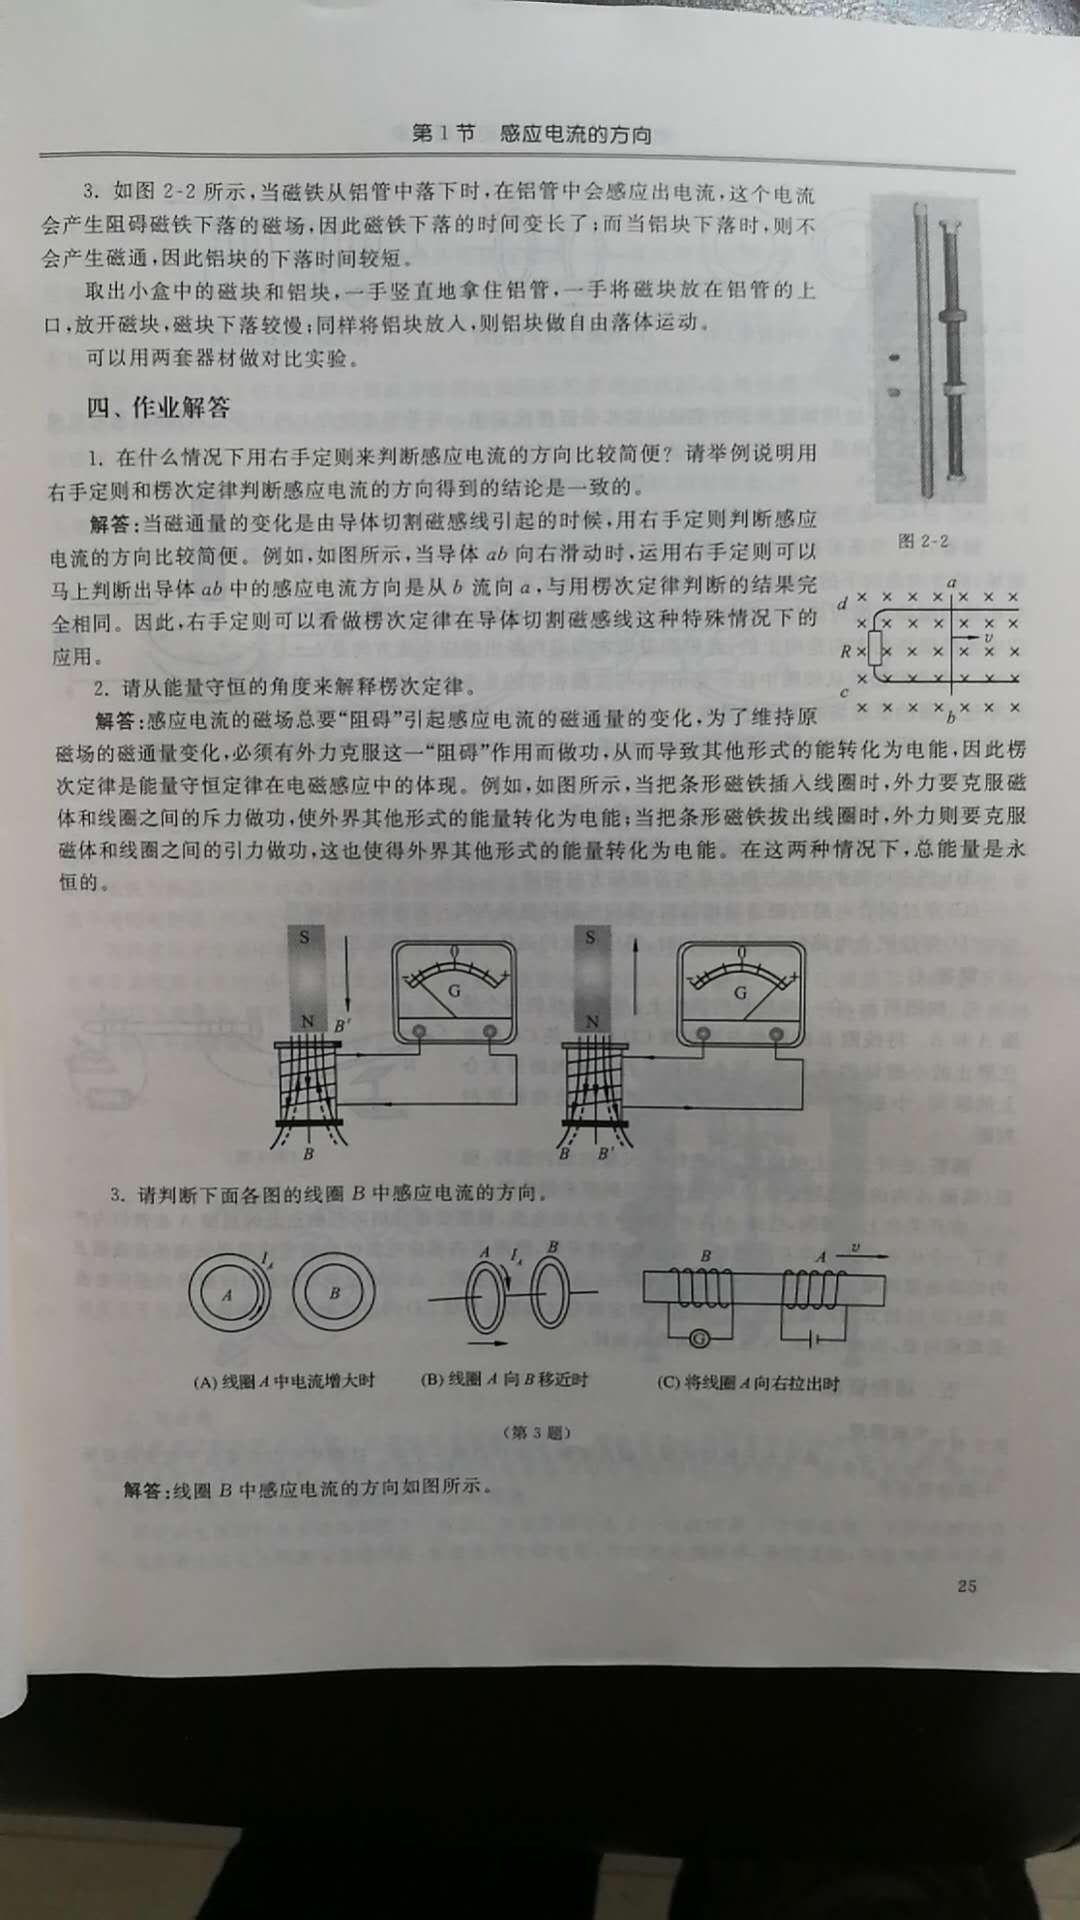 第1节 感应电流的方向
3. 如图 2-2 所示,当磁铁从铝管中落下时,在铝管中会感应出电流,这个电流
会产生阻碍磁铁下落的磁场,因此磁铁下落的时间变长了;而当铝块下落时,则不
会产生磁通,因此铝块的下落时间较短。
取出小盒中的磁块和铝块,一手竖直地拿住铝管,一手将磁块放在铝管的上
口,放开磁块,磁块下落较慢;同样将铝块放入,则铝块做自由落体运动。
可以用两套器材做对比实验。
图 2-2
四、作业解答
1. 在什么情况下用右手定则来判断感应电流的方向比较简便？请举例说明用
右手定则和楞次定律判断感应电流的方向得到的结论是一致的。
解答:当磁通量的变化是由导体切割磁感线引起的时候,用右手定则判断感应
电流的方向比较简便。例如,如图所示,当导体 ab 向右滑动时,运用右手定则可以
马上判断出导体 ab 中的感应电流方向是从 b 流向 a,与用楞次定律判断的结果完
全相同。因此,右手定则可以看做楞次定律在导体切割磁感线这种特殊情况下的
应用。
a
d
v
R
c
b
2. 请从能量守恒的角度来解释楞次定律。
解答:感应电流的磁场总要“阻碍”引起感应电流的磁通量的变化,为了维持原
磁场的磁通量变化,必须有外力克服这一“阻碍”作用而做功,从而导致其他形式的能转化为电能,因此楞
次定律是能量守恒定律在电磁感应中的体现。例如,如图所示,当把条形磁铁插入线圈时,外力要克服磁
体和线圈之间的斥力做功,使外界其他形式的能量转化为电能;当把条形磁铁拔出线圈时,外力则要克服
磁体和线圈之间的引力做功,这也使得外界其他形式的能量转化为电能。在这两种情况下,总能量是永
恒的。
S 0 S 0
- + - +
G G
N B′ N
B B B′
3. 请判断下面各图的线圈 B 中感应电流的方向。
A I_A B
A I_A B
B A v
G
(A) 线圈 A 中电流增大时 (B) 线圈 A 向 B 移近时 (C) 将线圈 A 向右拉出时
(第 3 题)
解答:线圈 B 中感应电流的方向如图所示。
25